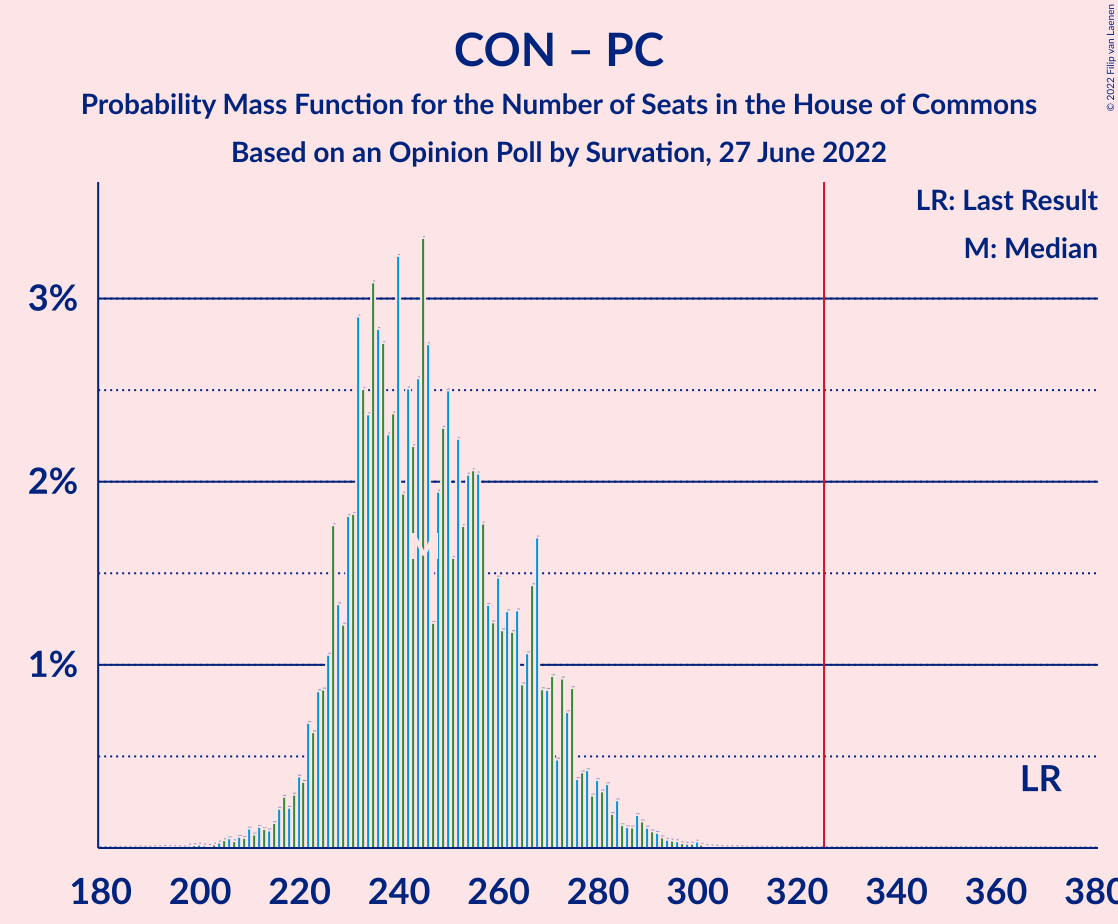 CON – PC
Probability Mass Function for the Number of Seats in the House of Commons
Based on an Opinion Poll by Survation, 27 June 2022
© 2022 Filip van Laenen
LR: Last Result
M: Median
3%
2%
1%
M
LR
180 200 220 240 260 280 300 320 340 360 380